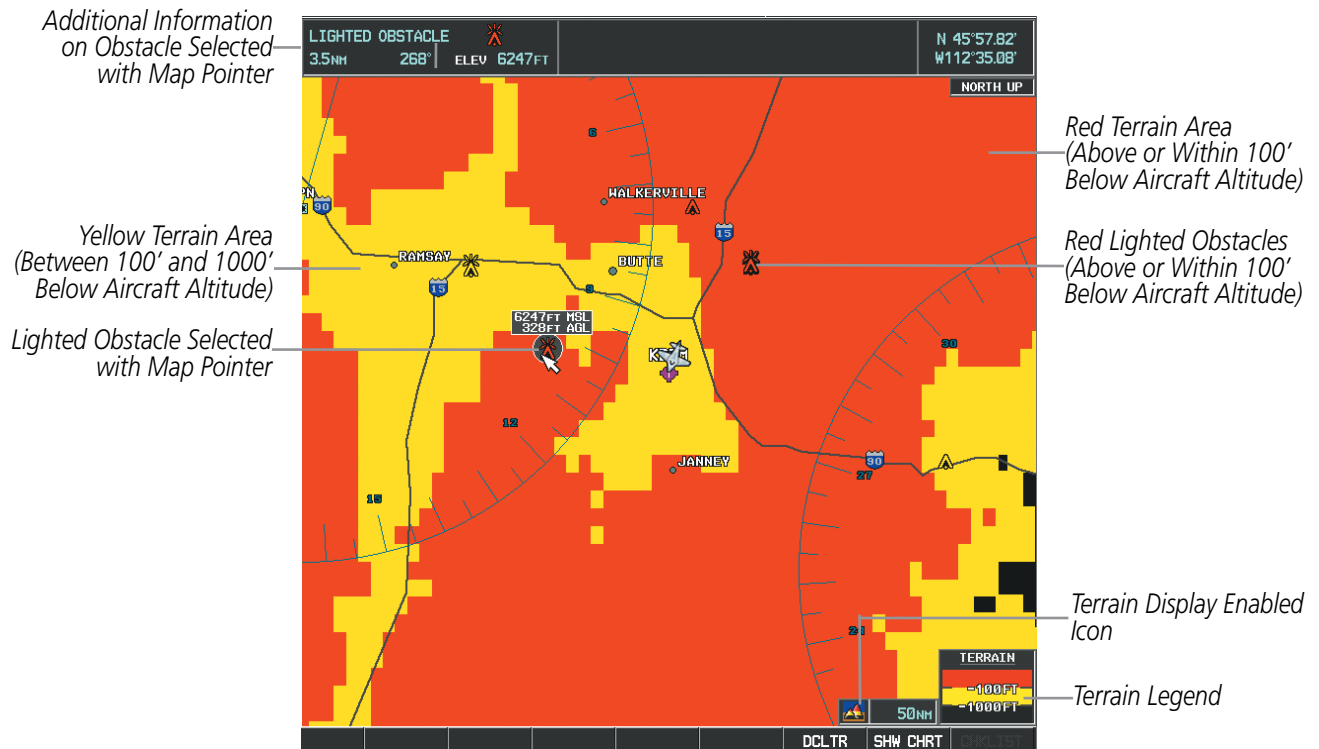 Additional Information
on Obstacle Selected
with Map Pointer
LIGHTED OBSTACLE
3.5NM 268° ELEV 6247FT
N 45°57.82'
W112°35.08'
NORTH UP
Red Terrain Area
(Above or Within 100'
Below Aircraft Altitude)
6
WALKERVILLE
PN
90
15
Yellow Terrain Area
(Between 100' and 1000'
Below Aircraft Altitude)
RAMSAY
BUTTE
Red Lighted Obstacles
(Above or Within 100'
Below Aircraft Altitude)
15
9
6247FT MSL
328FT AGL
Lighted Obstacle Selected
with Map Pointer
30
12
JANNEY
90
27
15
24
Terrain Display Enabled
Icon
TERRAIN
-100FT
-1000FT
Terrain Legend
50NM
DCLTR SHW CHRT CHKLIST